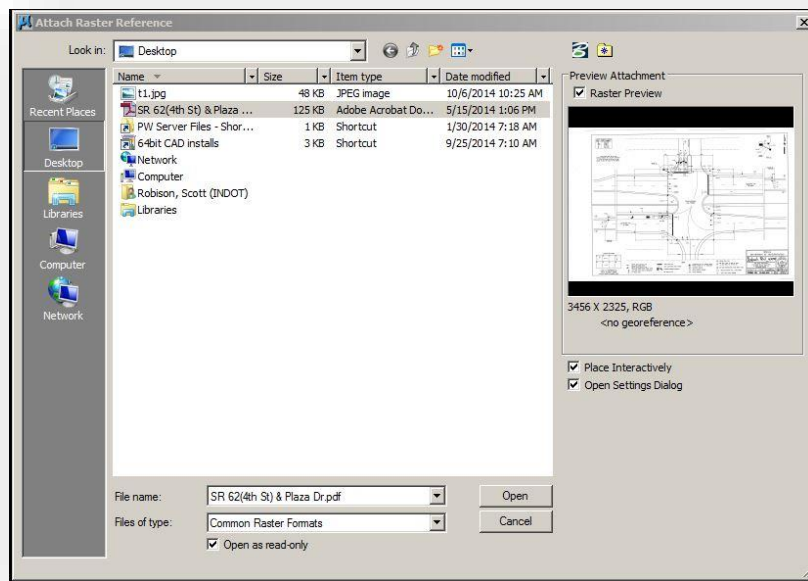 Attach Raster Reference
Look in: Desktop
Recent Places
Desktop
Libraries
Computer
Network
Name Size Item type Date modified
t1.jpg 48 KB JPEG image 10/6/2014 10:25 AM
SR 62(4th St) & Plaza ... 125 KB Adobe Acrobat Do... 5/15/2014 1:06 PM
PW Server Files - Shor... 1 KB Shortcut 1/30/2014 7:18 AM
64bit CAD installs 3 KB Shortcut 9/25/2014 7:10 AM
Network
Computer
Robison, Scott (INDOT)
Libraries
File name: SR 62(4th St) & Plaza Dr.pdf Open
Files of type: Common Raster Formats Cancel
Open as read-only
Preview Attachment
Raster Preview
3456 X 2325, RGB
<no georeference>
Place Interactively
Open Settings Dialog